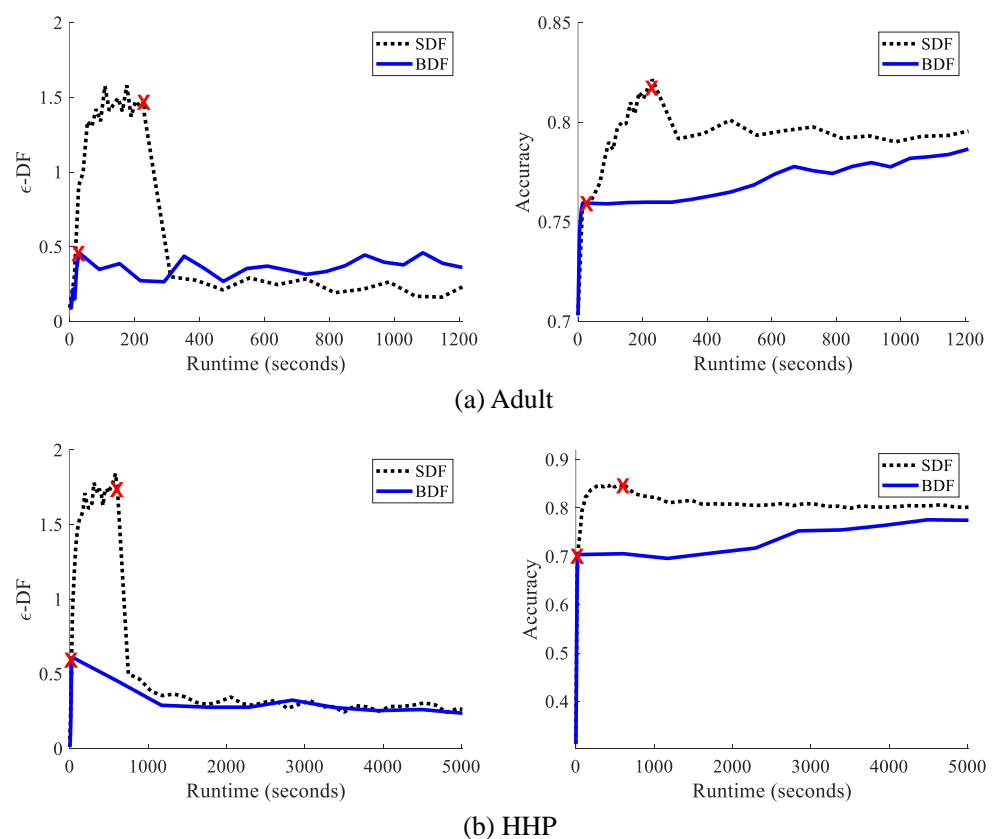 2
1.5
1
0.5
0
ϵ-DF
SDF
BDF
0 200 400 600 800 1000 1200
Runtime (seconds)
0.85
0.8
0.75
0.7
Accuracy
SDF
BDF
0 200 400 600 800 1000 1200
Runtime (seconds)
(a) Adult
2
1.5
1
0.5
0
ϵ-DF
SDF
BDF
0 1000 2000 3000 4000 5000
Runtime (seconds)
0.9
0.8
0.7
0.6
0.5
0.4
Accuracy
SDF
BDF
0 1000 2000 3000 4000 5000
Runtime (seconds)
(b) HHP